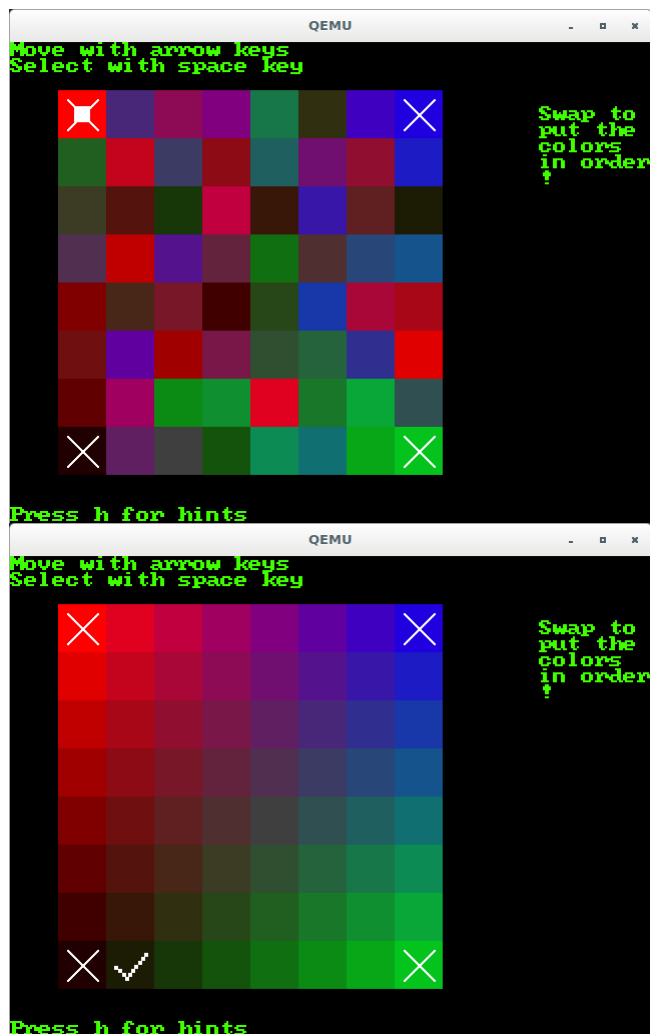 QEMU
Move with arrow keys
Select with space key
Swap to
put the
colors
in order
!
Press h for hints
QEMU
Move with arrow keys
Select with space key
Swap to
put the
colors
in order
!
Press h for hints